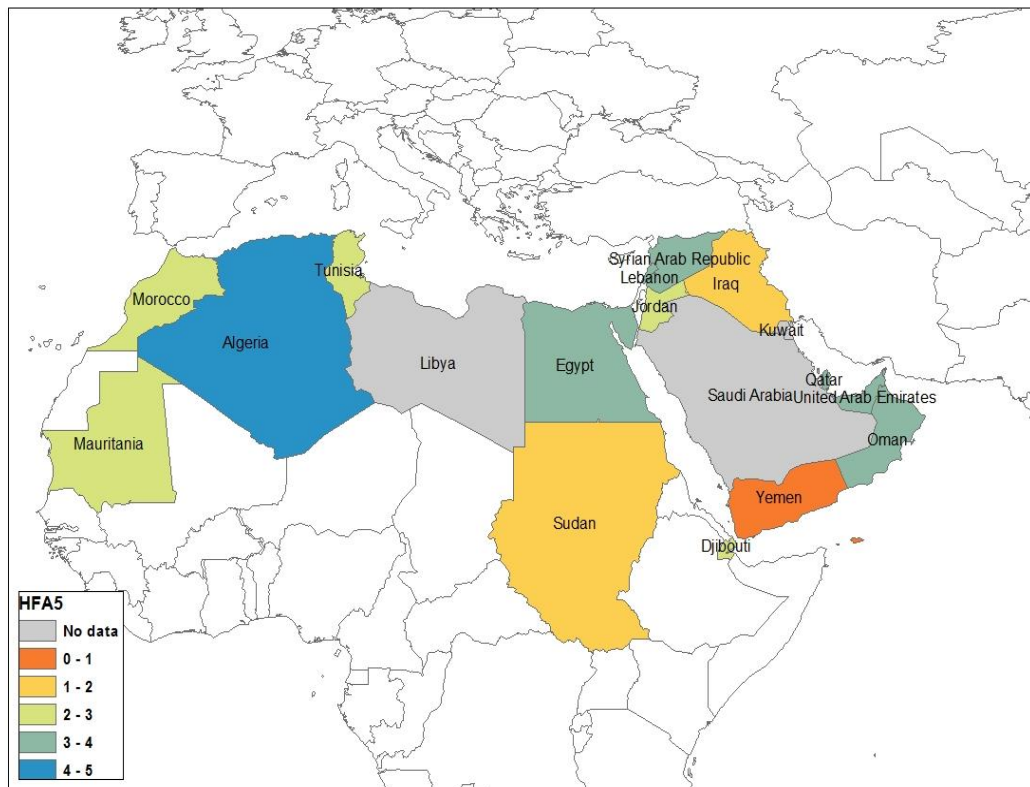 Syrian Arab Republic
Lebanon
Iraq
Tunisia
Morocco
Jordan
Kuwait
Algeria
Libya
Egypt
Qatar
Saudi Arabia
United Arab Emirates
Mauritania
Oman
Yemen
Sudan
Djibouti
HFA5
No data
0 - 1
1 - 2
2 - 3
3 - 4
4 - 5